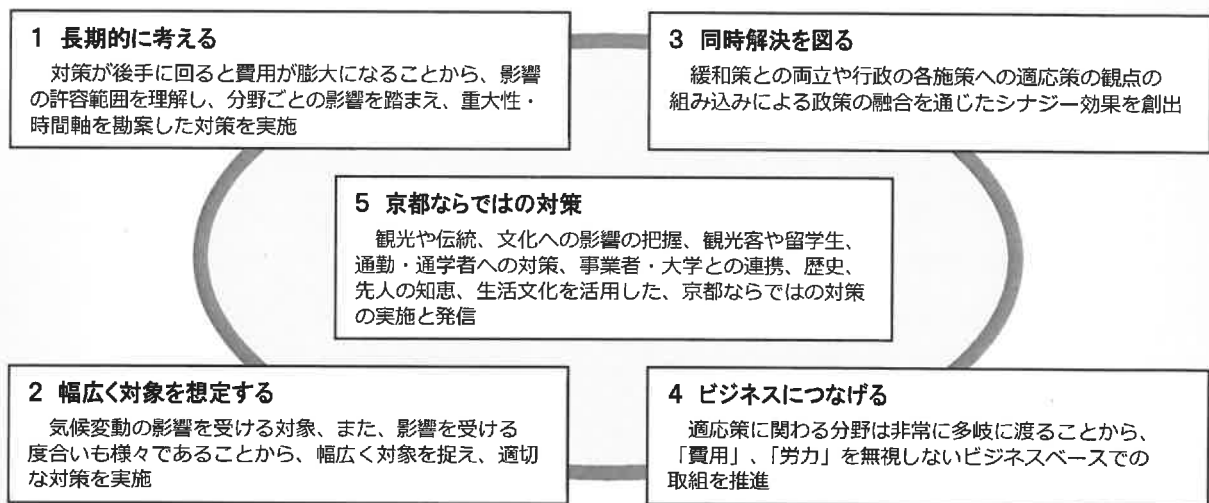 1 長期的に考える
対策が後手に回ると費用が膨大になることから、影響
の許容範囲を理解し、分野ごとの影響を踏まえ、重大性・
時間軸を勘案した対策を実施
3 同時解決を図る
緩和策との両立や行政の各施策への適応策の観点の
組み込みによる政策の融合を通じたシナジー効果を創出
5 京都ならではの対策
観光や伝統、文化への影響の把握、観光客や留学生、
通勤・通学者への対策、事業者・大学との連携、歴史、
先人の知恵、生活文化を活用した、京都ならではの対策
の実施と発信
2 幅広く対象を想定する
気候変動の影響を受ける対象、また、影響を受ける
度合いも様々であることから、幅広く対象を捉え、適切
な対策を実施
4 ビジネスにつなげる
適応策に関わる分野は非常に多岐に渡ることから、
「費用」、「労力」を無視しないビジネスベースでの
取組を推進